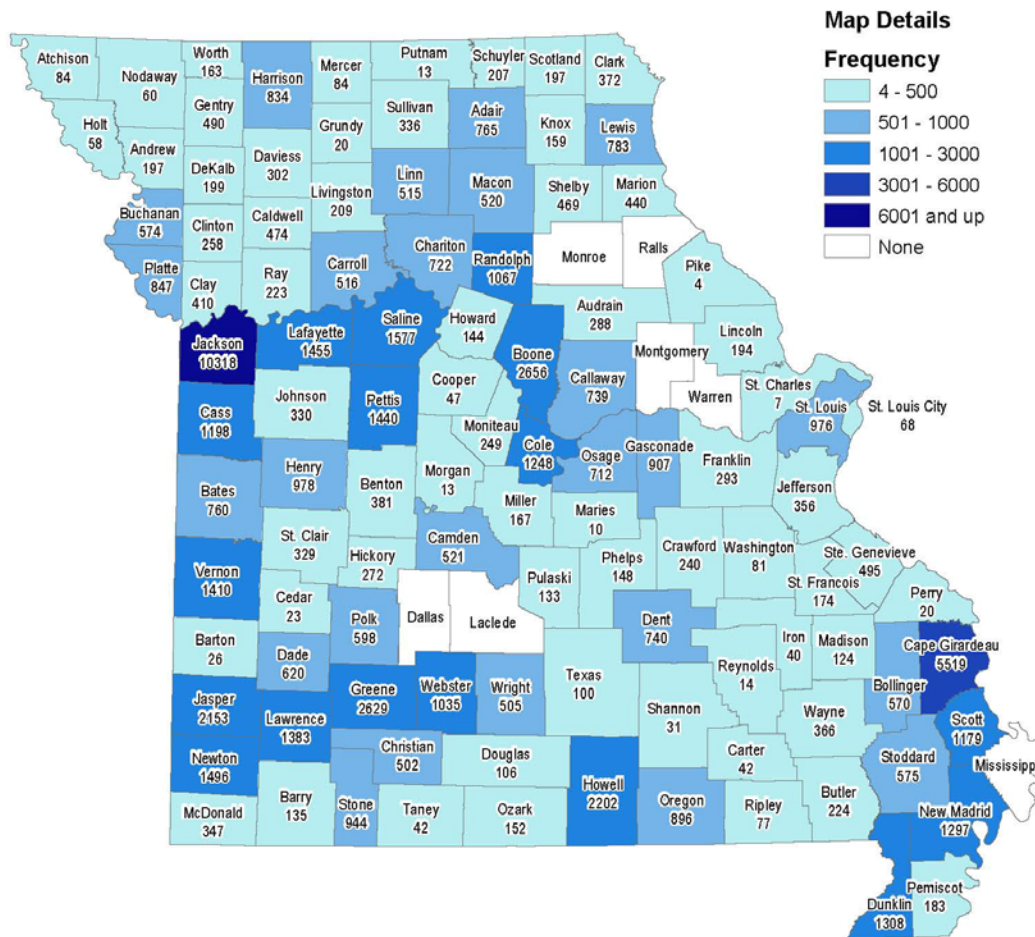 Map Details
Frequency
4 - 500
501 - 1000
1001 - 3000
3001 - 6000
6001 and up
None
Atchison
84
Nodaway
60
Worth
163
Harrison
834
Mercer
84
Putnam
13
Schuyler
207
Scotland
197
Clark
372
Gentry
490
Sullivan
336
Adair
765
Knox
159
Lewis
783
Holt
58
Andrew
197
DeKalb
199
Daviess
302
Grundy
20
Linn
515
Macon
520
Shelby
469
Marion
440
Livingston
209
Buchanan
574
Clinton
258
Caldwell
474
Chariton
722
Randolph
1067
Monroe
Ralls
Pike
4
Platte
847
Clay
410
Ray
223
Carroll
516
Audrain
288
Jackson
10318
Lafayette
1455
Saline
1577
Howard
144
Boone
2656
Callaway
739
Montgomery
Lincoln
194
Warren
St. Charles
7
St. Louis
976
St. Louis City
68
Cass
1198
Johnson
330
Pettis
1440
Cooper
47
Moniteau
249
Cole
1248
Osage
712
Gasconade
907
Franklin
293
Jefferson
356
Bates
760
Henry
978
Benton
381
Morgan
13
Miller
167
Maries
10
St. Clair
329
Hickory
272
Camden
521
Pulaski
133
Phelps
148
Crawford
240
Washington
81
Ste. Genevieve
495
St. Francois
174
Perry
20
Vernon
1410
Cedar
23
Polk
598
Dallas
Laclede
Dent
740
Iron
40
Madison
124
Cape Girardeau
5519
Barton
26
Dade
620
Greene
2629
Webster
1035
Wright
505
Texas
100
Reynolds
14
Bollinger
570
Jasper
2153
Lawrence
1383
Christian
502
Douglas
106
Shannon
31
Wayne
366
Scott
1179
Carter
42
Stoddard
575
Mississipp
Newton
1496
McDonald
347
Barry
135
Stone
944
Taney
42
Ozark
152
Howell
2202
Oregon
896
Ripley
77
Butler
224
New Madrid
1297
Pemiscot
183
Dunklin
1308